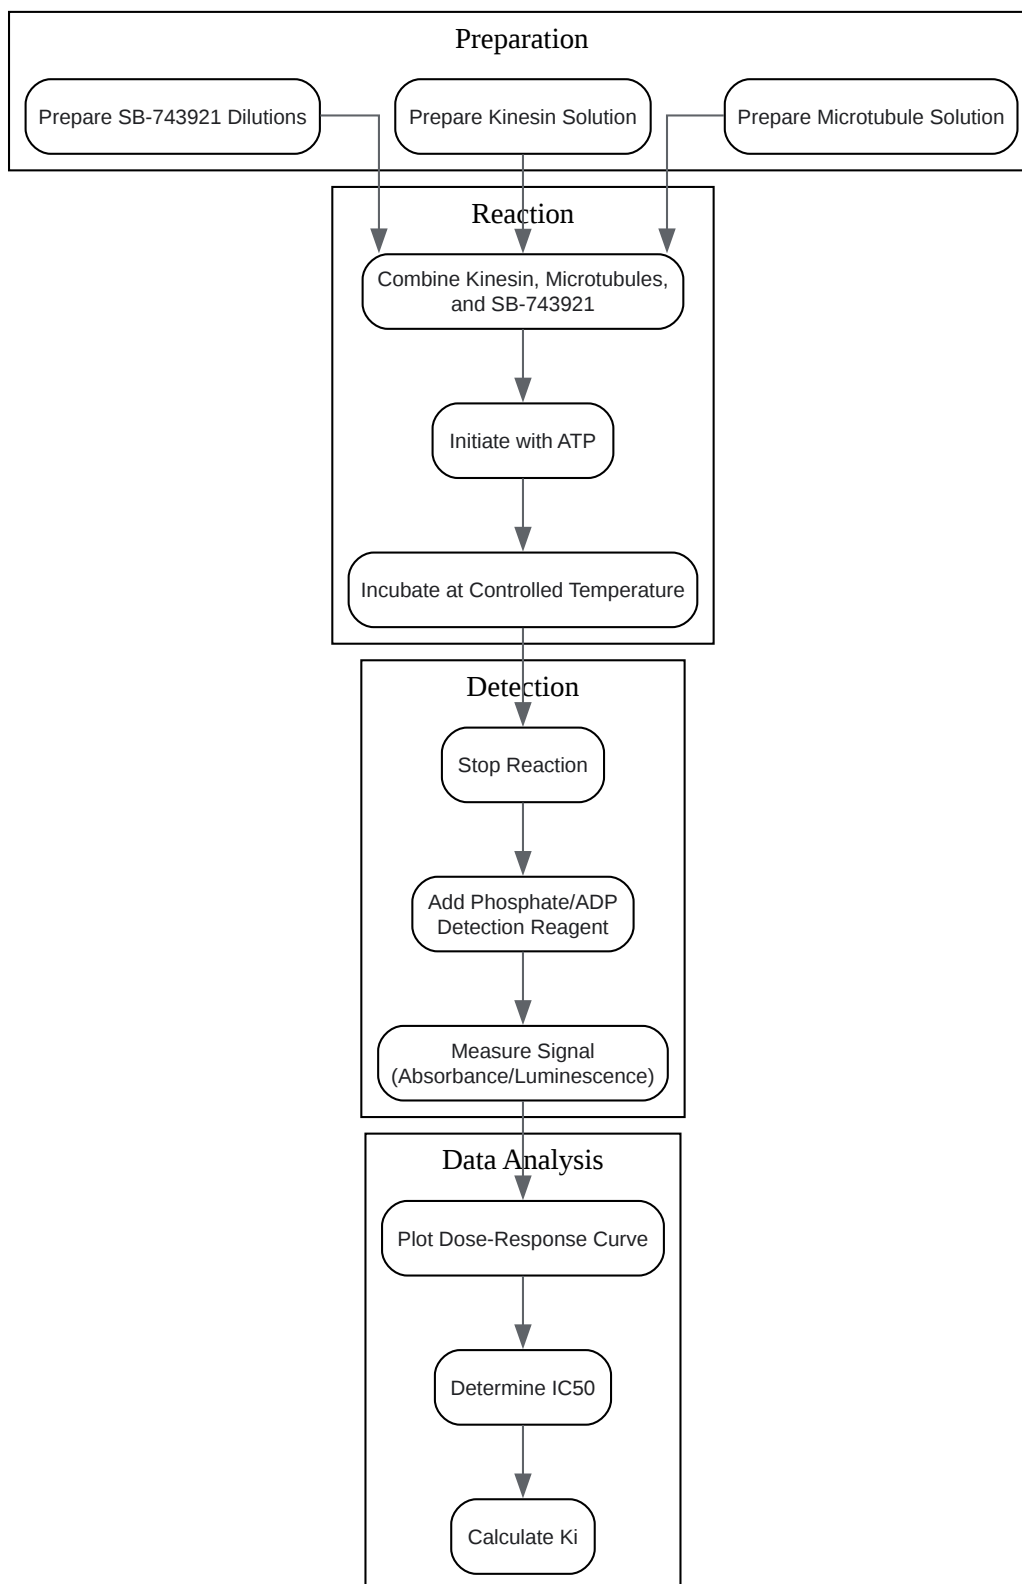 Preparation
Prepare SB-743921 Dilutions
Prepare Kinesin Solution
Prepare Microtubule Solution
Reaction
Combine Kinesin, Microtubules,
and SB-743921
Initiate with ATP
Incubate at Controlled Temperature
Detection
Stop Reaction
Add Phosphate/ADP
Detection Reagent
Measure Signal
(Absorbance/Luminescence)
Data Analysis
Plot Dose-Response Curve
Determine IC50
Calculate Ki